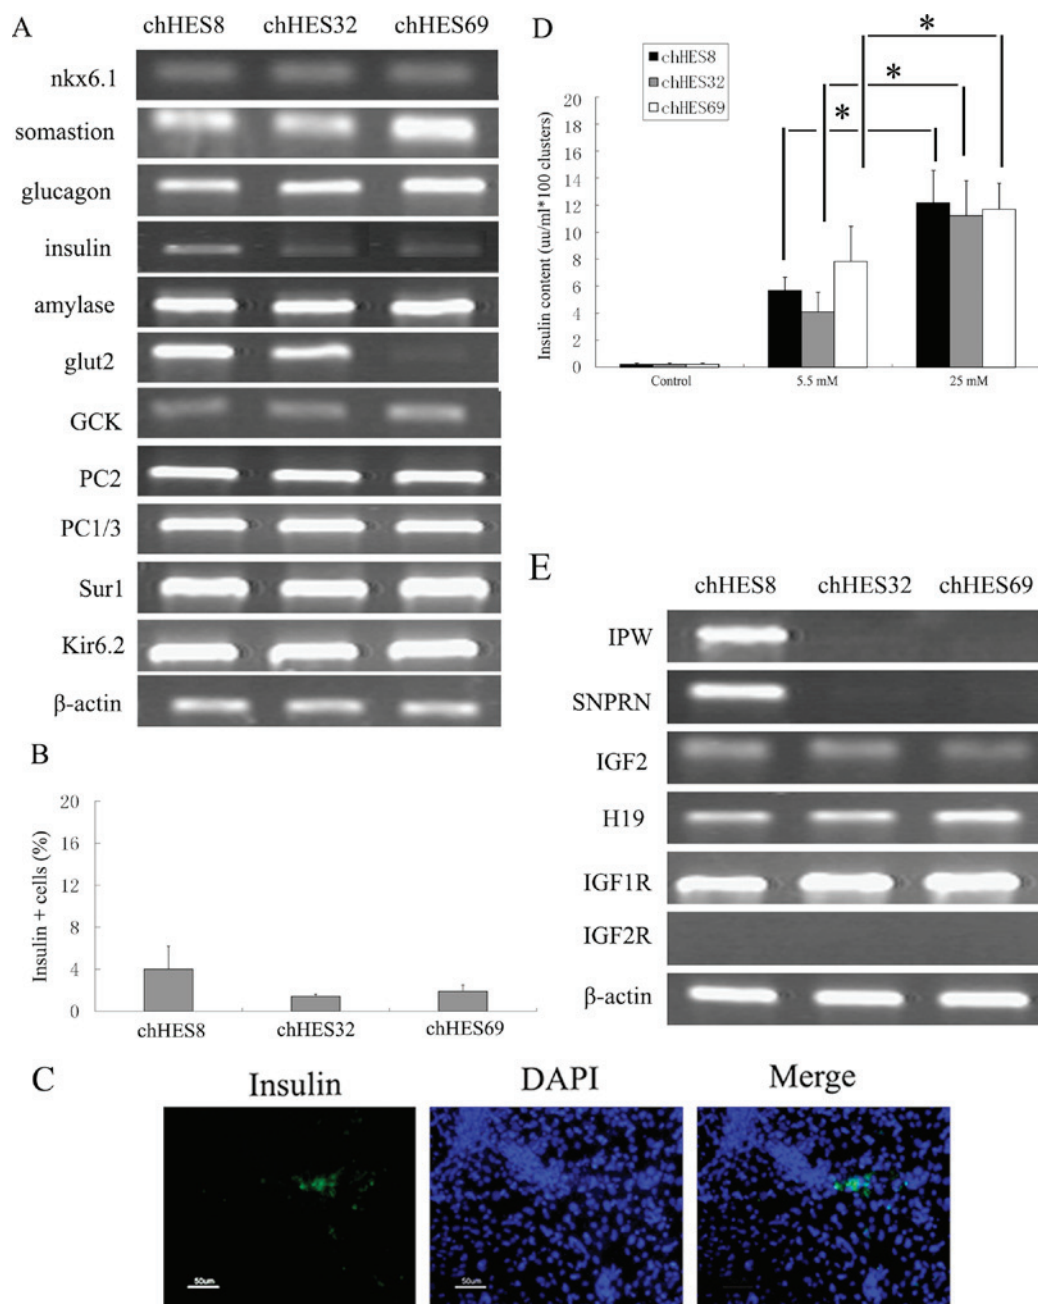 A
chHES8 chHES32 chHES69
nkx6.1
somastion
glucagon
insulin
amylase
glut2
GCK
PC2
PC1/3
Sur1
Kir6.2
β-actin
B
Insulin + cells (%)
20
16
12
8
4
0
chHES8 chHES32 chHES69
C
Insulin DAPI Merge
50um 50um
D
chHES8
chHES32
chHES69
* * *
Insulin content (uu/ml*100 clusters)
20
18
16
14
12
10
8
6
4
2
0
Control 5.5 mM 25 mM
E
chHES8 chHES32 chHES69
IPW
SNPRN
IGF2
H19
IGF1R
IGF2R
β-actin